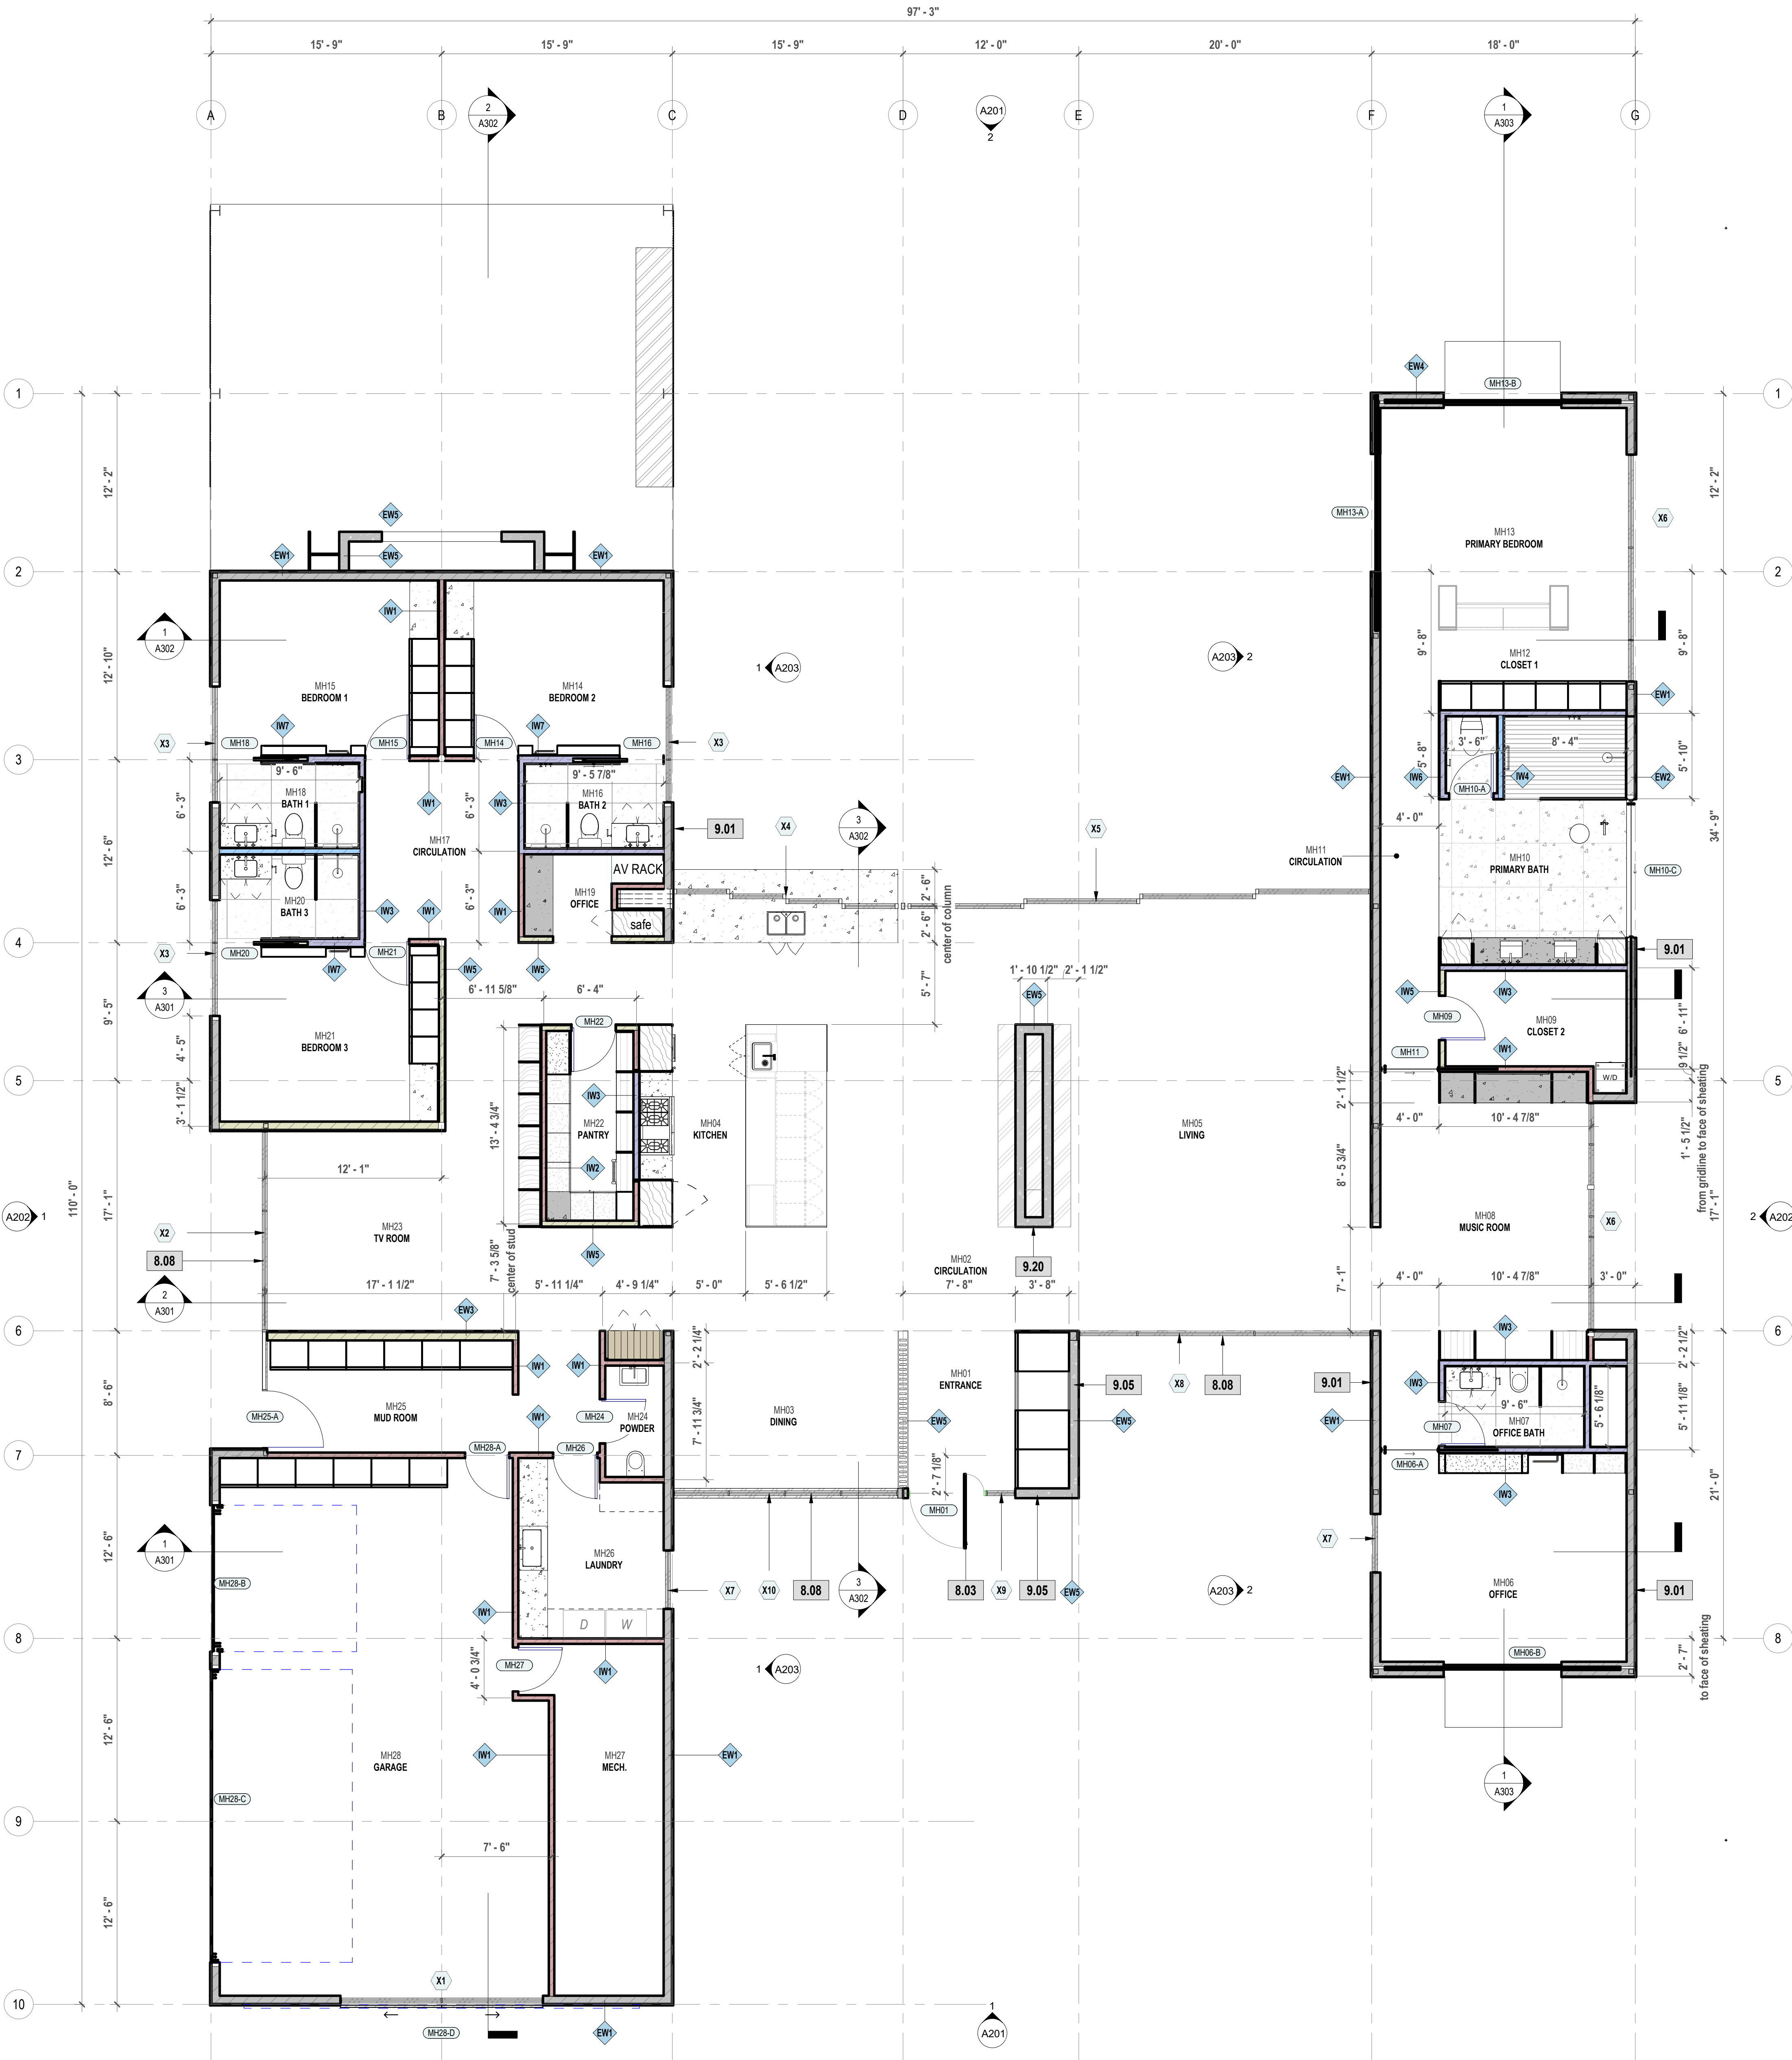 97' - 3"
15' - 9"
15' - 9"
15' - 9"
12' - 0"
20' - 0"
18' - 0"
A
B
C
D
E
F
G
2
A302
A201
2
1
A303
1
1
EW4
MH13-B
12' - 2"
12' - 2"
MH13-A
X6
EW5
EW1
EW5
EW1
MH13
PRIMARY BEDROOM
2
2
IW1
1
A302
12' - 10"
1
A203
A203
2
9' - 8"
9' - 8"
MH12
CLOSET 1
MH15
BEDROOM 1
MH14
BEDROOM 2
EW1
IW7
IW7
X3
MH18
MH15
MH14
MH16
X3
3
3
3' - 6"
8' - 4"
5' - 8"
5' - 10"
9' - 6"
9' - 5 7/8"
EW1
IW6
IW4
EW2
MH10-A
MH18
BATH 1
IW1
IW3
MH16
BATH 2
6' - 3"
6' - 3"
12' - 6"
9.01
X4
3
A302
X5
4' - 0"
34' - 9"
MH17
CIRCULATION
MH11
CIRCULATION
MH10
PRIMARY BATH
MH10-C
AV RACK
MH19
OFFICE
safe
MH20
BATH 3
IW3
IW1
IW1
6' - 3"
6' - 3"
2' - 6"
2' - 6"
center of column
4
4
X3
MH20
IW7
MH21
IW5
IW5
9.01
5' - 7"
1' - 10 1/2"
2' - 1 1/2"
6' - 11 5/8"
6' - 4"
3
A301
9' - 5"
EW5
IW5
IW3
MH22
MH09
MH09
CLOSET 2
6' - 11"
4' - 5"
MH21
BEDROOM 3
MH11
IW1
9 1/2"
W/D
5
5
3' - 1 1/2"
IW3
2' - 1 1/2"
13' - 4 3/4"
MH22
PANTRY
MH04
KITCHEN
MH05
LIVING
4' - 0"
10' - 4 7/8"
1' - 5 1/2"
from gridline to face of sheating
12' - 1"
IW2
8' - 5 3/4"
110' - 0"
17' - 1"
17' - 1"
A202
1
2
A202
X2
MH23
TV ROOM
MH08
MUSIC ROOM
X6
8.08
IW5
MH02
CIRCULATION
9.20
7' - 3 5/8"
center of stud
7' - 1"
17' - 1 1/2"
5' - 11 1/4"
4' - 9 1/4"
5' - 0"
5' - 6 1/2"
7' - 8"
3' - 8"
4' - 0"
10' - 4 7/8"
3' - 0"
2
A301
EW3
IW3
6
6
IW1
IW1
2' - 2 1/4"
2' - 2 1/2"
MH01
ENTRANCE
9.05
X8
8.08
9.01
IW3
8' - 6"
MH25-A
MH25
MUD ROOM
IW1
MH24
MH24
POWDER
7' - 11 3/4"
MH03
DINING
EW5
EW5
EW1
MH07
9' - 6"
MH07
OFFICE BATH
5' - 6 1/8"
5' - 11 1/8"
MH28-A
MH26
7
7
MH06-A
2' - 7 1/8"
MH01
IW3
21' - 0"
12' - 6"
1
A301
X7
MH26
LAUNDRY
MH28-B
X7
X10
8.08
3
A302
8.03
X9
9.05
EW5
A203
2
MH06
OFFICE
9.01
IW1
D
W
8
8
4' - 0 3/4"
MH27
IW1
1
A203
MH06-B
2' - 7"
to face of sheating
12' - 6"
MH28
GARAGE
IW1
MH27
MECH.
EW1
1
A303
MH28-C
9
7' - 6"
12' - 6"
X1
10
MH28-D
EW1
1
A201